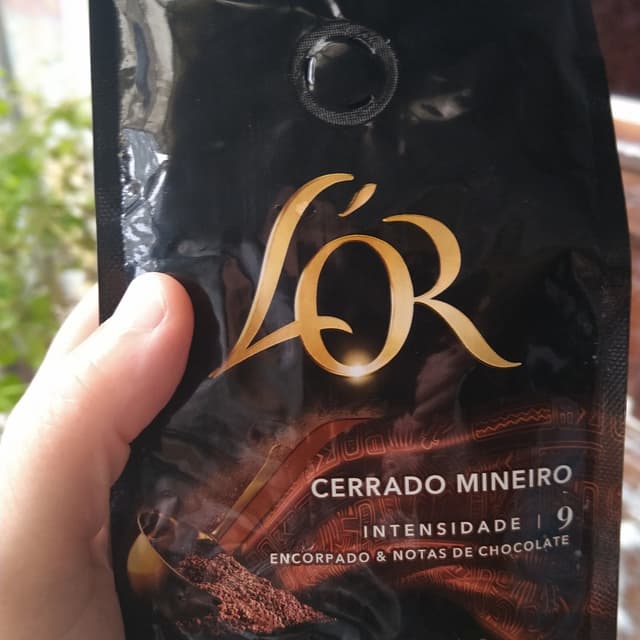 L'OR
CERRADO MINEIRO
INTENSIDADE | 9
ENCORPADO & NOTAS DE CHOCOLATE